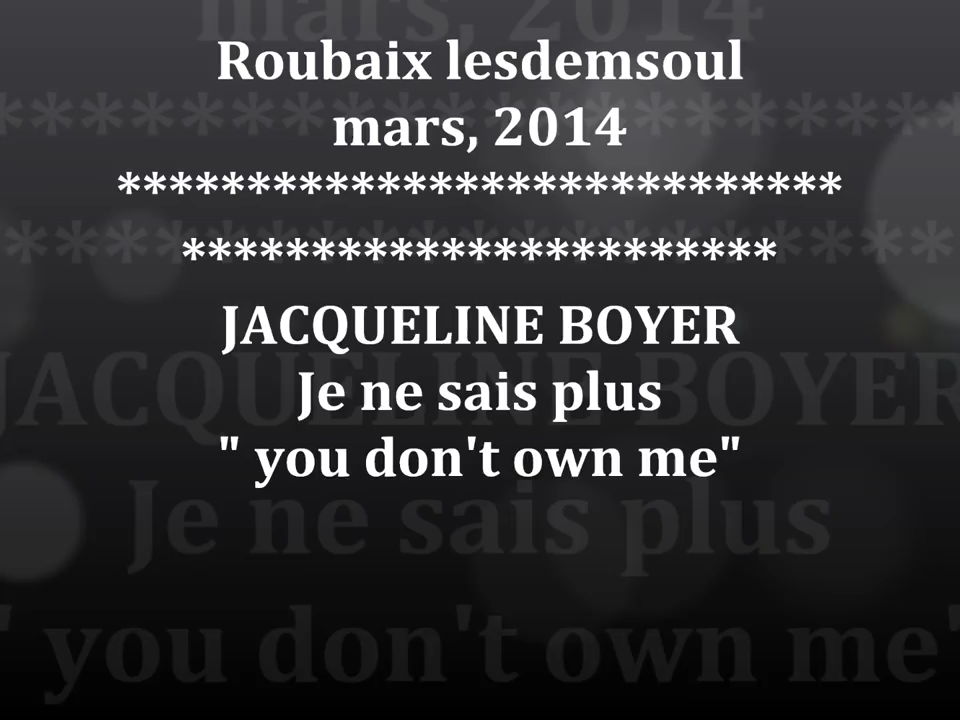 Roubaix lesdemsoul
mars, 2014
****************************
***********************
JACQUELINE BOYER
Je ne sais plus
" you don't own me"